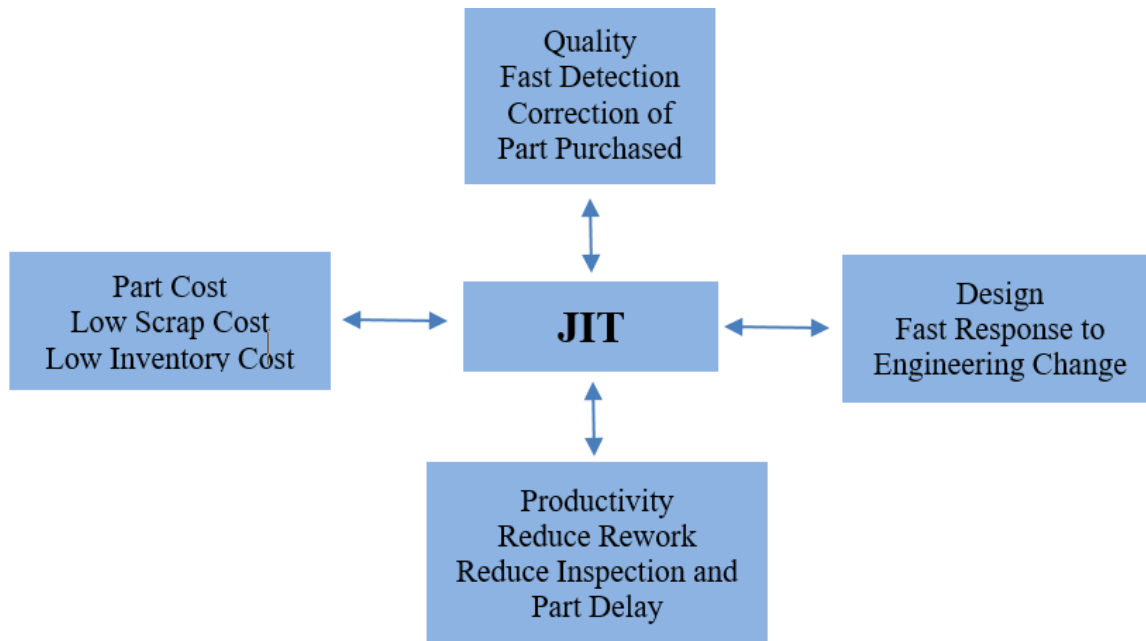 Quality
Fast Detection
Correction of
Part Purchased
Part Cost
Low Scrap Cost
Low Inventory Cost
JIT
Design
Fast Response to
Engineering Change
Productivity
Reduce Rework
Reduce Inspection and
Part Delay